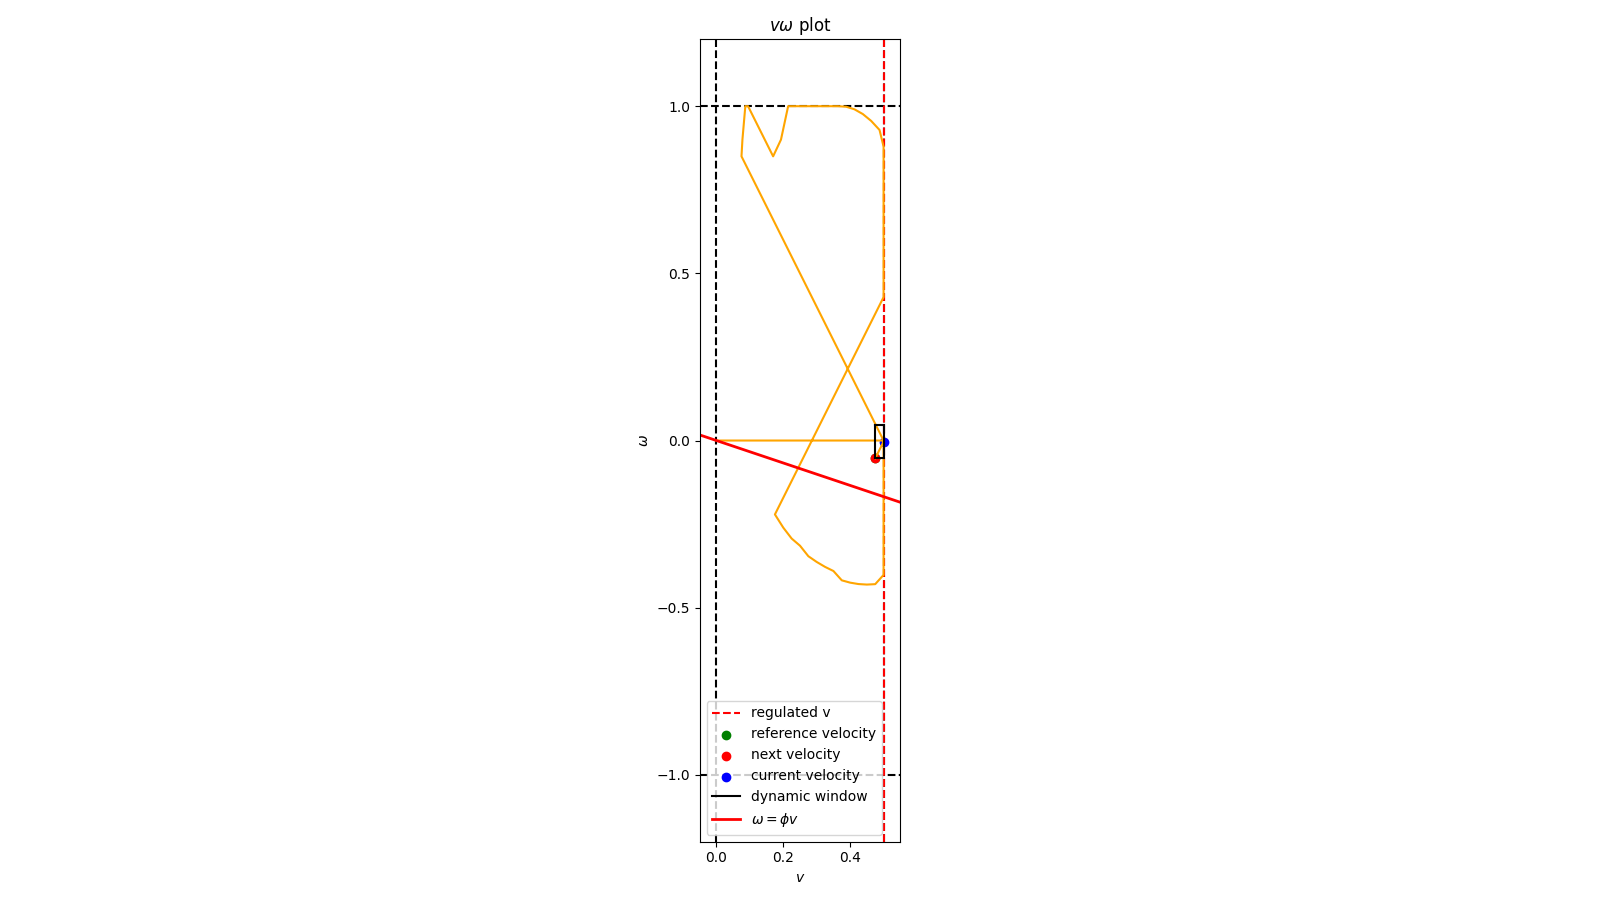 vω plot
1.0
0.5
0.0
−0.5
−1.0
ω
regulated v
reference velocity
next velocity
current velocity
dynamic window
ω = ϕv
0.0 0.2 0.4
v